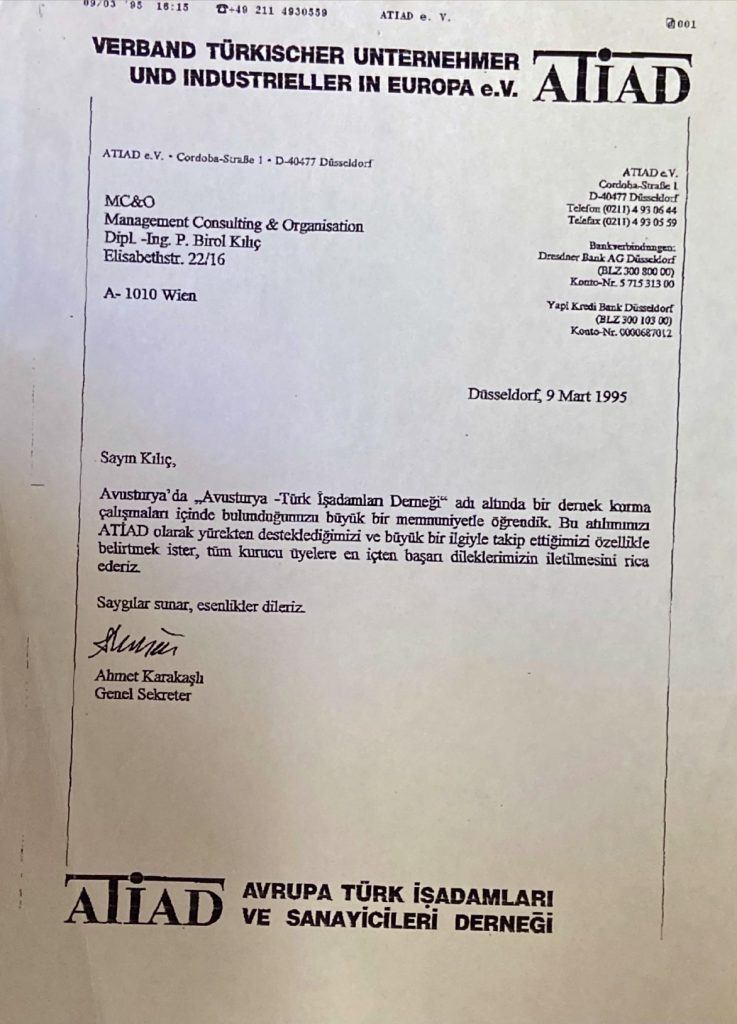 09/03 '95 16:15 ☎+49 211 4930559 ATIAD e. V. 001
VERBAND TÜRKISCHER UNTERNEHMER
UND INDUSTRIELLER IN EUROPA e.V.
ATİAD
ATIAD e.V. • Cordoba-Straße 1 • D-40477 Düsseldorf
ATIAD e.V.
Cordoba-Straße 1
D-40477 Düsseldorf
Telefon (0211) 4 93 06 44
Telefax (0211) 4 93 05 59
Bankverbindungen:
Dresdner Bank AG Düsseldorf
(BLZ 300 800 00)
Konto-Nr. 5 715 313 00
Yapi Kredi Bank Düsseldorf
(BLZ 300 103 00)
Konto-Nr. 0000687012
MC&O
Management Consulting & Organisation
Dipl. -Ing. P. Birol Kılıç
Elisabethstr. 22/16
A- 1010 Wien
Düsseldorf, 9 Mart 1995
Sayın Kılıç,
Avusturya'da „Avusturya -Türk İşadamları Derneği“ adı altında bir dernek kurma
çalışmaları içinde bulunduğunuzu büyük bir memnuniyetle öğrendik. Bu atılımınızı
ATİAD olarak yürekten desteklediğimizi ve büyük bir ilgiyle takip ettiğimizi özellikle
belirtmek ister, tüm kurucu üyelere en içten başarı dileklerimizin iletilmesini rica
ederiz.
Saygılar sunar, esenlikler dileriz.
Ahmet Karakaşlı
Genel Sekreter
ATİAD
AVRUPA TÜRK İŞADAMLARI
VE SANAYİCİLERİ DERNEĞİ